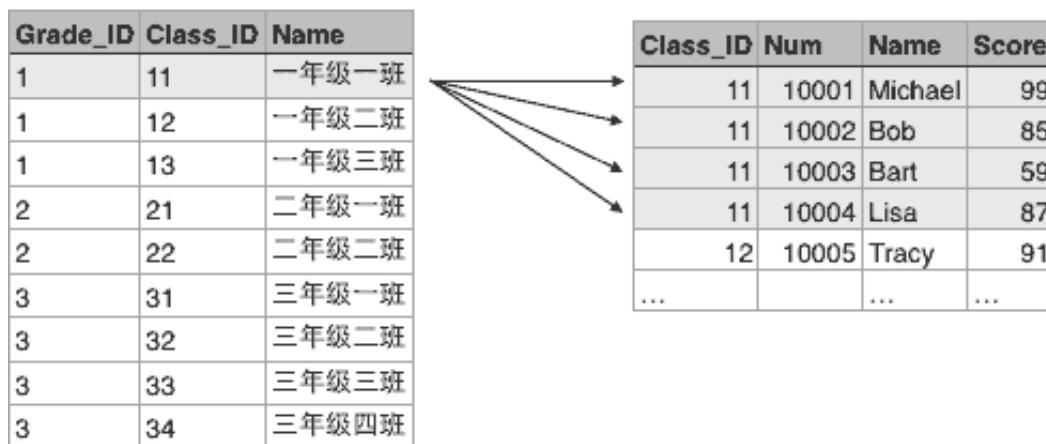 Grade_ID Class_ID Name
1 11 一年级一班
1 12 一年级二班
1 13 一年级三班
2 21 二年级一班
2 22 二年级二班
3 31 三年级一班
3 32 三年级二班
3 33 三年级三班
3 34 三年级四班
Class_ID Num Name Score
11 10001 Michael 99
11 10002 Bob 85
11 10003 Bart 59
11 10004 Lisa 87
12 10005 Tracy 91
... ... ...